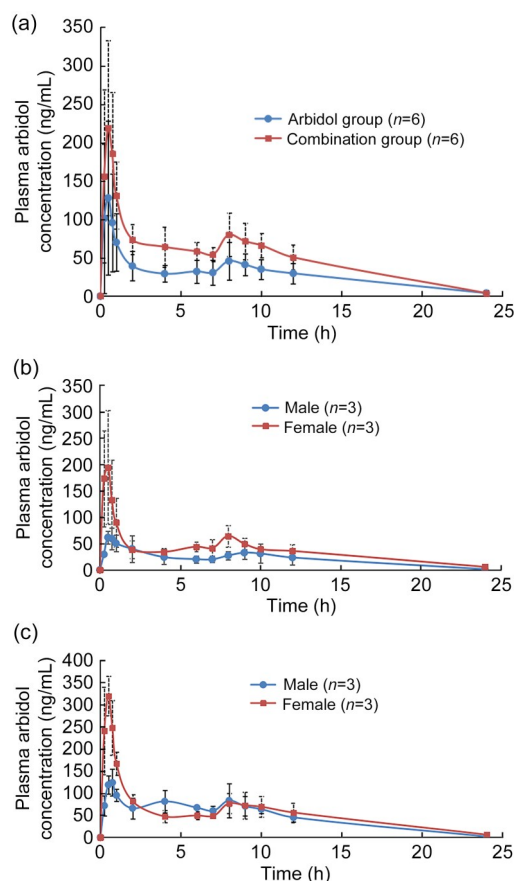 (a)
350
300
250
200
150
100
50
0
Plasma arbidol
concentration (ng/mL)
Arbidol group (n=6)
Combination group (n=6)
0 5 10 15 20 25
Time (h)
(b)
350
300
250
200
150
100
50
0
Plasma arbidol
concentration (ng/mL)
Male (n=3)
Female (n=3)
0 5 10 15 20 25
Time (h)
(c)
400
350
300
250
200
150
100
50
0
Plasma arbidol
concentration (ng/mL)
Male (n=3)
Female (n=3)
0 5 10 15 20 25
Time (h)